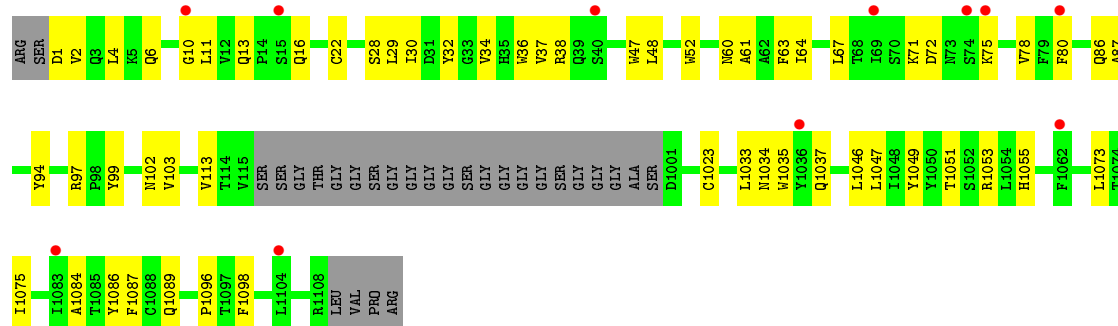 ARG SER D1 V2 Q3 L4 K5 Q6 G10 L11 V12 Q13 P14 S15 Q16 C22 S28 L29 I30 D31 Y32 G33 V34 H35 W36 V37 R38 Q39 S40 W47 L48 W52 N60 A61 A62 F63 I64 L67 T68 I69 S70 K71 D72 N73 S74 K75 V78 F79 F80 Q86 A87
Y94 R97 P98 Y99 N102 V103 V113 T114 V115 SER SER GLY THR GLY GLY SER GLY GLY GLY GLY SER GLY GLY GLY GLY SER GLY GLY GLY ALA SER D1001 C1023 L1033 N1034 W1035 Y1036 Q1037 L1046 L1047 I1048 Y1049 Y1050 T1051 S1052 R1053 L1054 H1055 F1062 L1073 T1074
I1075 I1083 A1084 T1085 Y1086 F1087 C1088 Q1089 P1096 T1097 F1098 L1104 R1108 LEU VAL PRO ARG